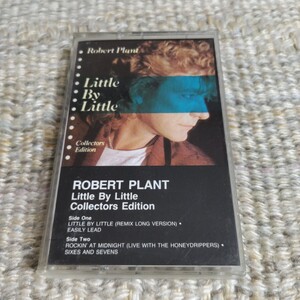 Robert Plant
Little
By
Little
Collectors
Edition
ROBERT PLANT
Little By Little
Collectors Edition
Side One
LITTLE BY LITTLE (REMIX LONG VERSION) •
EASILY LEAD
Side Two
ROCKIN' AT MIDNIGHT (LIVE WITH THE HONEYDRIPPERS) •
SIXES AND SEVENS